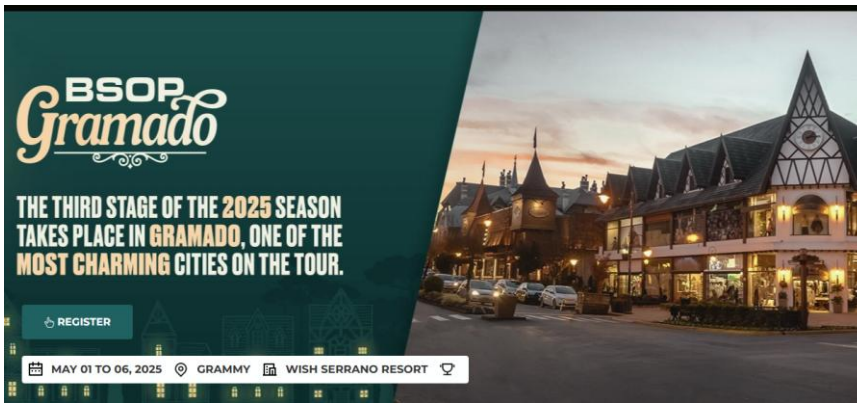 BSOP
Gramado
THE THIRD STAGE OF THE 2025 SEASON
TAKES PLACE IN GRAMADO, ONE OF THE
MOST CHARMING CITIES ON THE TOUR.
REGISTER
MAY 01 TO 06, 2025 GRAMMY WISH SERRANO RESORT